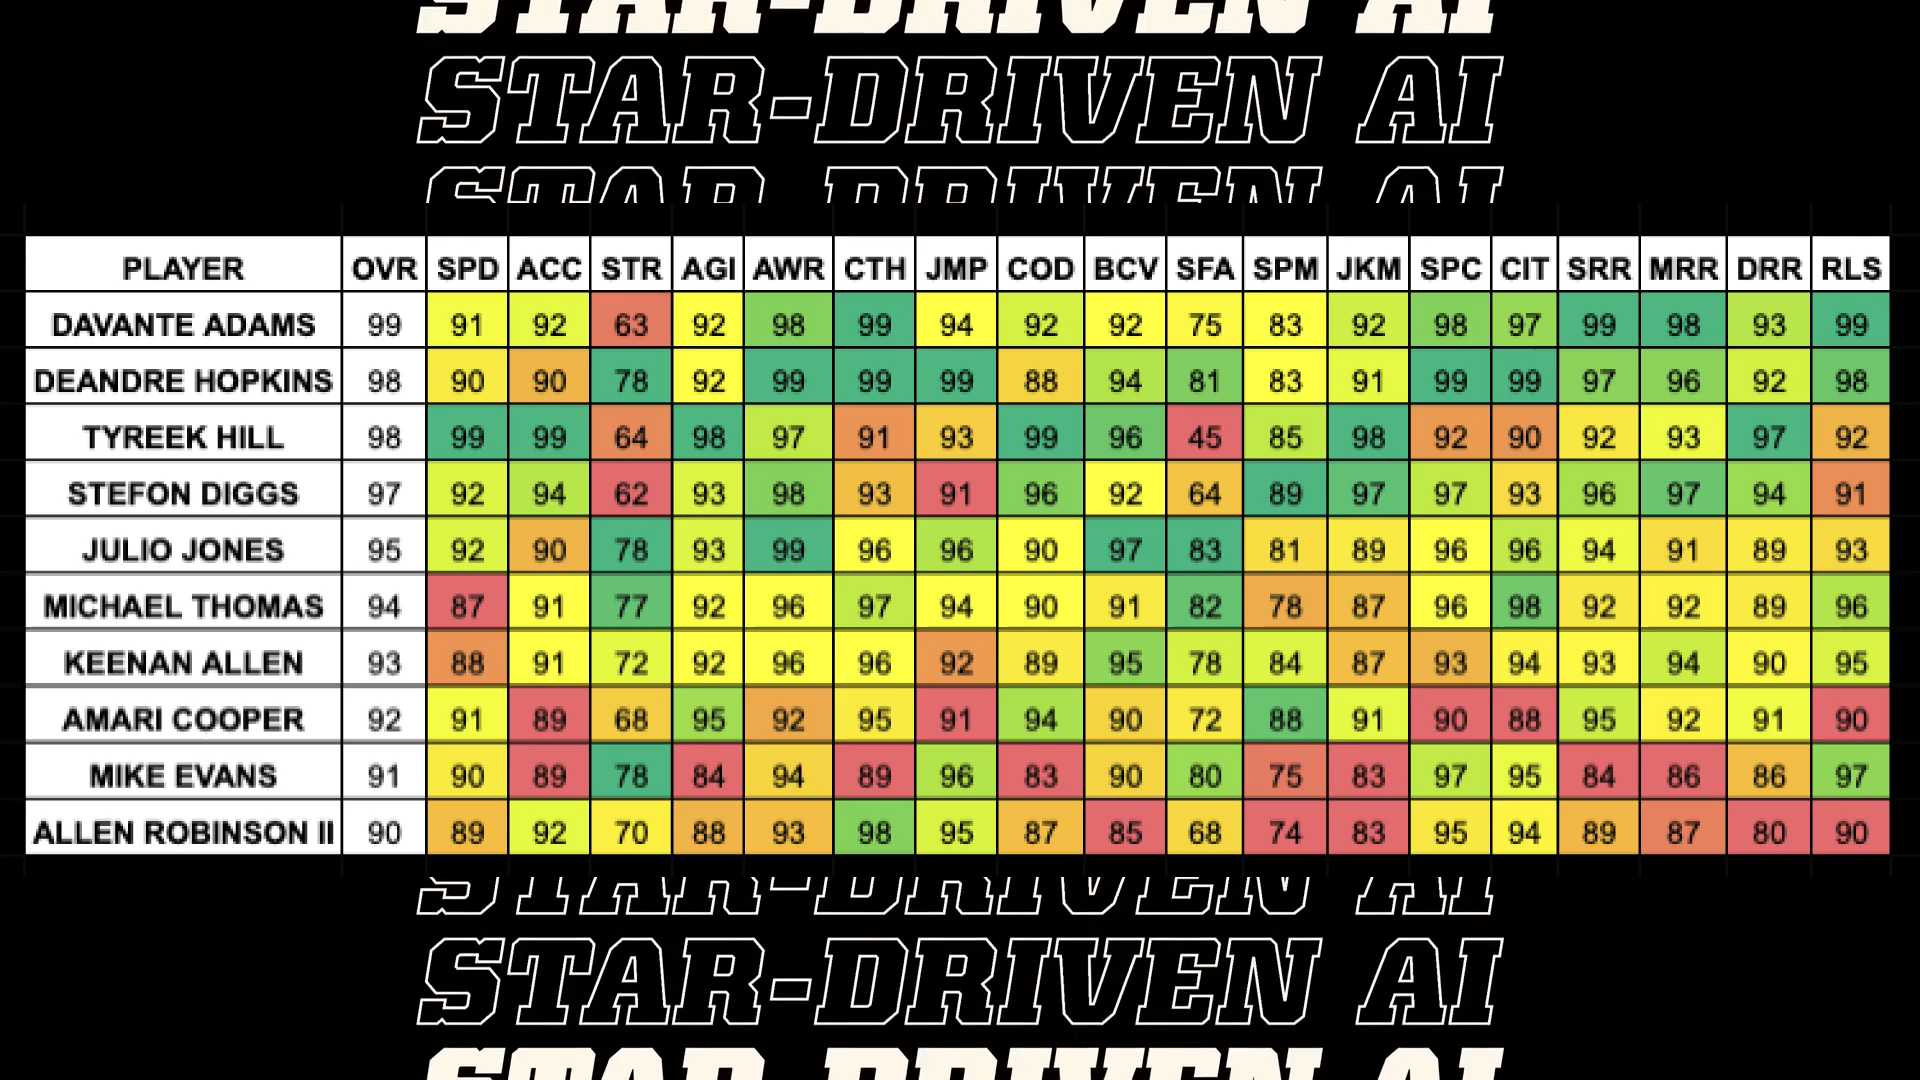 STAR-DRIVEN AI
STAR-DRIVEN AI
STAR-DRIVEN AI
PLAYER OVR SPD ACC STR AGI AWR CTH JMP COD BCV SFA SPM JKM SPC CIT SRR MRR DRR RLS
DAVANTE ADAMS 99 91 92 63 92 98 99 94 92 92 75 83 92 98 97 99 98 93 99
DEANDRE HOPKINS 98 90 90 78 92 99 99 99 88 94 81 83 91 99 99 97 96 92 98
TYREEK HILL 98 99 99 64 98 97 91 93 99 96 45 85 98 92 90 92 93 97 92
STEFON DIGGS 97 92 94 62 93 98 93 91 96 92 64 89 97 97 93 96 97 94 91
JULIO JONES 95 92 90 78 93 99 96 96 90 97 83 81 89 96 96 94 91 89 93
MICHAEL THOMAS 94 87 91 77 92 96 97 94 90 91 82 78 87 96 98 92 92 89 96
KEENAN ALLEN 93 88 91 72 92 96 96 92 89 95 78 84 87 93 94 93 94 90 95
AMARI COOPER 92 91 89 68 95 92 95 91 94 90 72 88 91 90 88 95 92 91 90
MIKE EVANS 91 90 89 78 84 94 89 96 83 90 80 75 83 97 95 84 86 86 97
ALLEN ROBINSON II 90 89 92 70 88 93 98 95 87 85 68 74 83 95 94 89 87 80 90
STAR-DRIVEN AI
STAR-DRIVEN AI
STAR-DRIVEN AI